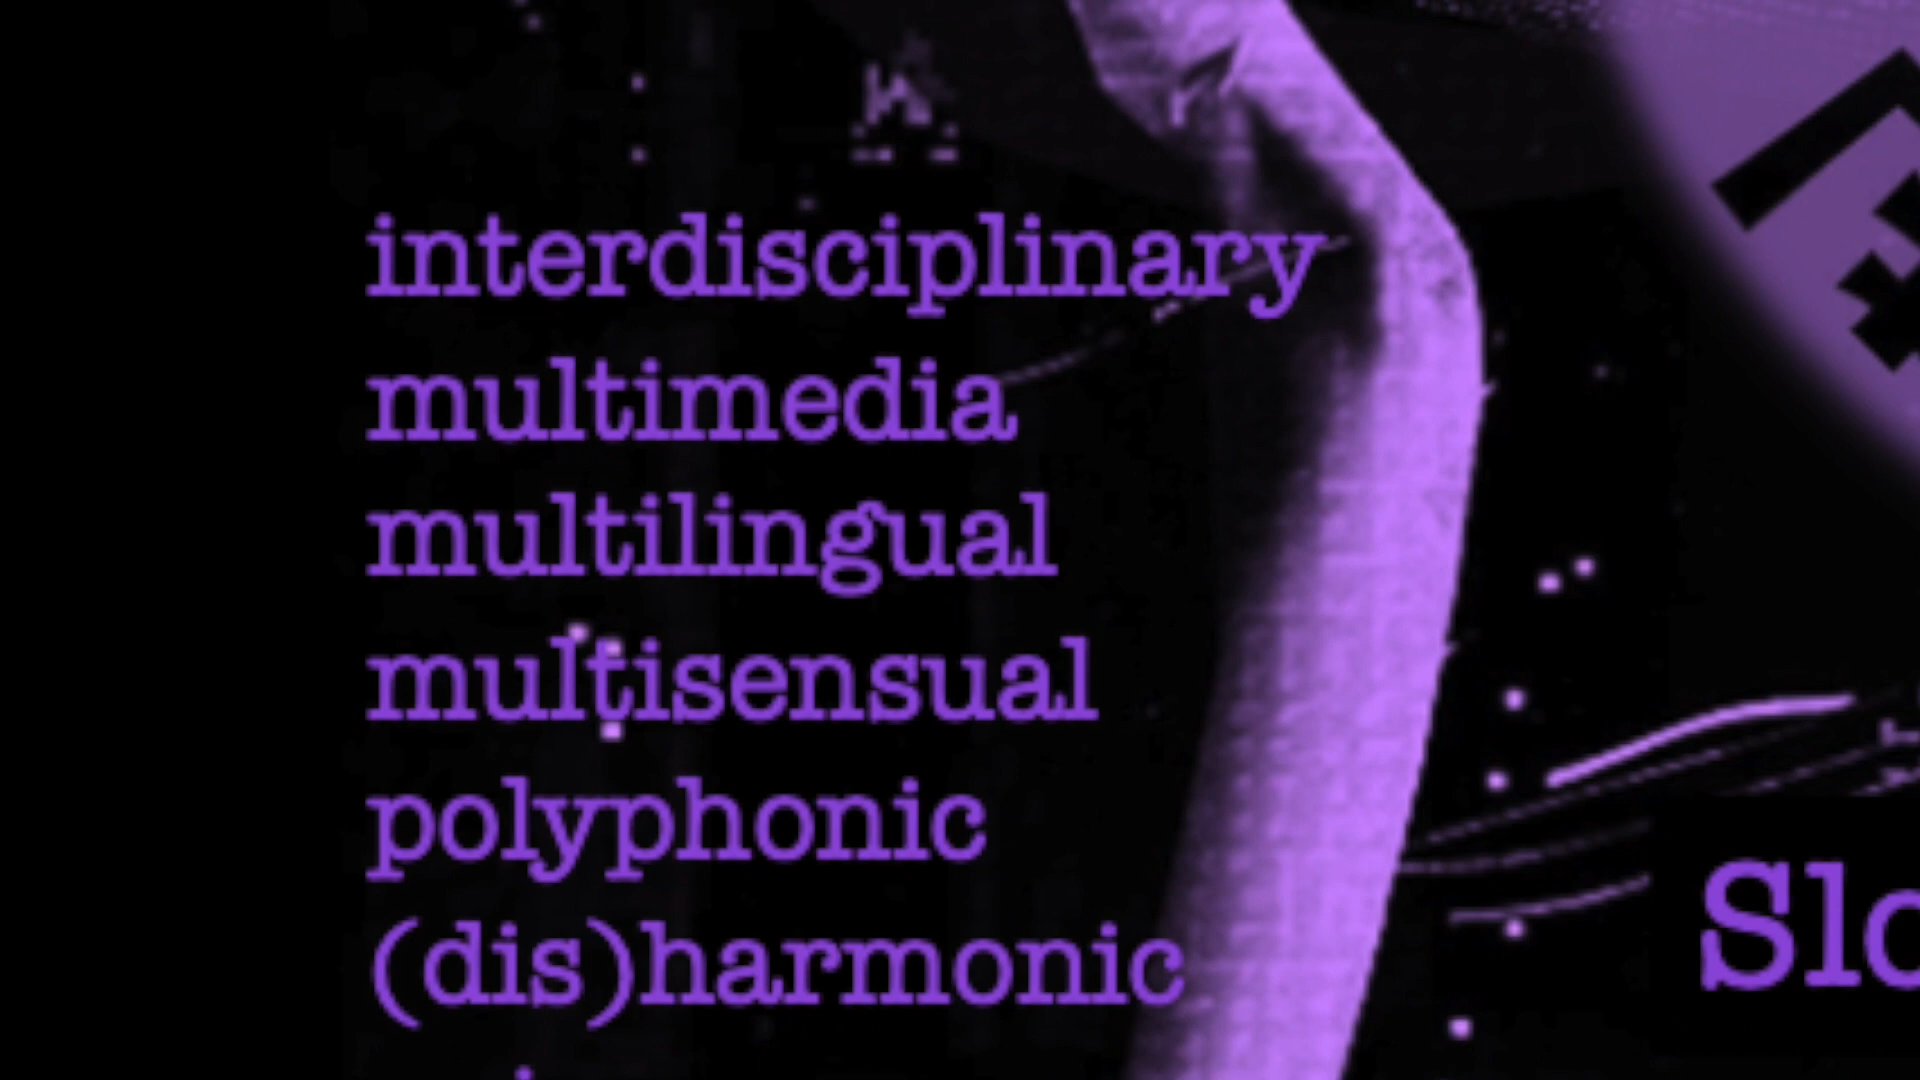 interdisciplinary
multimedia
multilingual
multisensual
polyphonic
(dis)harmonic